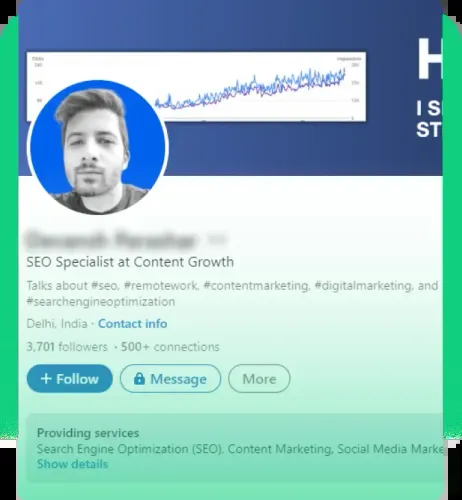 H
I S
ST
SEO Specialist at Content Growth
Talks about #seo, #remotework, #contentmarketing, #digitalmarketing, and
#searchengineoptimization
Delhi, India · Contact info
3,701 followers · 500+ connections
+ Follow
Message
More
Providing services
Search Engine Optimization (SEO). Content Marketing, Social Media Marke
Show details